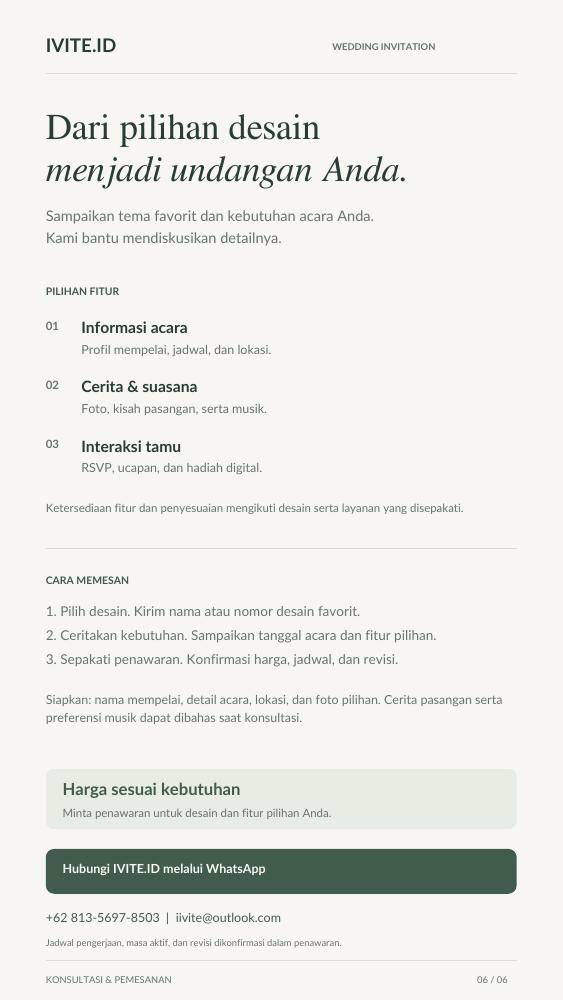 IVITE.ID
WEDDING INVITATION
Dari pilihan desain
menjadi undangan Anda.
Sampaikan tema favorit dan kebutuhan acara Anda.
Kami bantu mendiskusikan detailnya.
PILIHAN FITUR
01 Informasi acara
Profil mempelai, jadwal, dan lokasi.
02 Cerita & suasana
Foto, kisah pasangan, serta musik.
03 Interaksi tamu
RSVP, ucapan, dan hadiah digital.
Ketersediaan fitur dan penyesuaian mengikuti desain serta layanan yang disepakati.
CARA MEMESAN
1. Pilih desain. Kirim nama atau nomor desain favorit.
2. Ceritakan kebutuhan. Sampaikan tanggal acara dan fitur pilihan.
3. Sepakati penawaran. Konfirmasi harga, jadwal, dan revisi.
Siapkan: nama mempelai, detail acara, lokasi, dan foto pilihan. Cerita pasangan serta
preferensi musik dapat dibahas saat konsultasi.
Harga sesuai kebutuhan
Minta penawaran untuk desain dan fitur pilihan Anda.
Hubungi IVITE.ID melalui WhatsApp
+62 813-5697-8503 | iivite@outlook.com
Jadwal pengerjaan, masa aktif, dan revisi dikonfirmasi dalam penawaran.
KONSULTASI & PEMESANAN
06 / 06